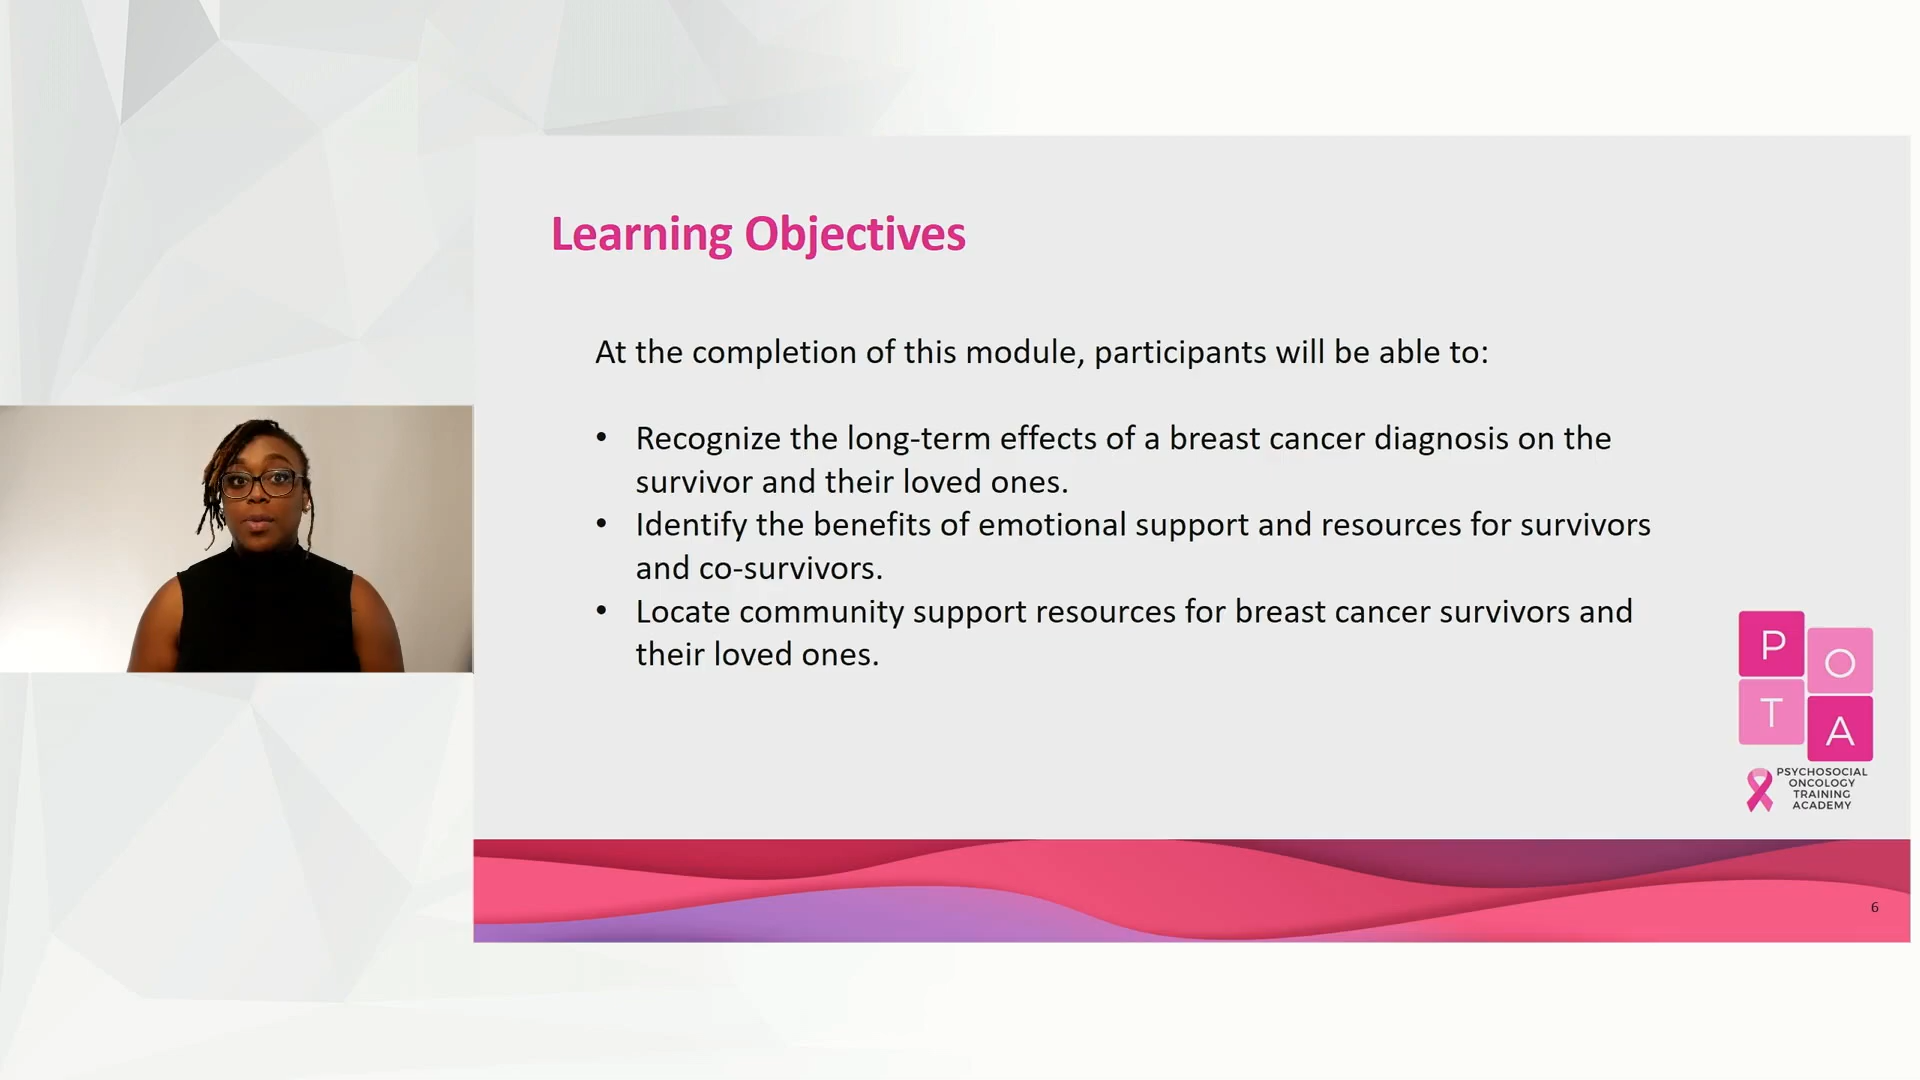 Learning Objectives
At the completion of this module, participants will be able to:
• Recognize the long-term effects of a breast cancer diagnosis on the
survivor and their loved ones.
• Identify the benefits of emotional support and resources for survivors
and co-survivors.
• Locate community support resources for breast cancer survivors and
their loved ones.
P O
T A
PSYCHOSOCIAL
ONCOLOGY
TRAINING
ACADEMY
6